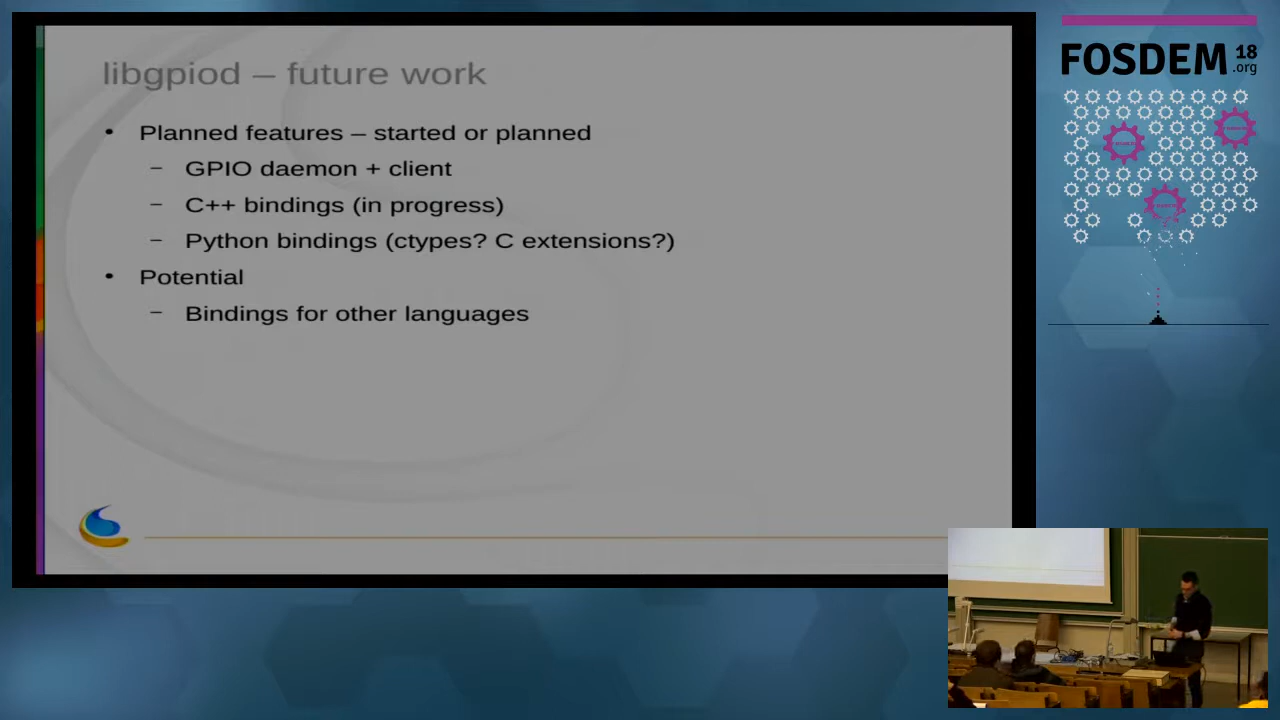 libgpiod – future work
• Planned features – started or planned
– GPIO daemon + client
– C++ bindings (in progress)
– Python bindings (ctypes? C extensions?)
• Potential
– Bindings for other languages
FOSDEM 18
.org